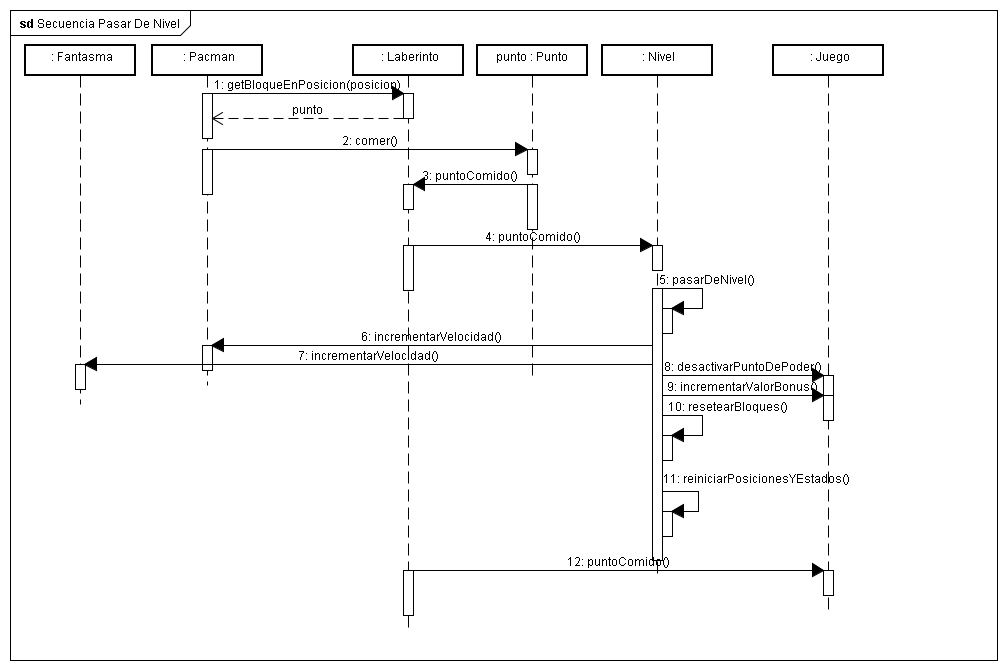 sd Secuencia Pasar De Nivel
: Fantasma
: Pacman
: Laberinto
punto : Punto
: Nivel
: Juego
1: getBloqueEnPosicion(posicion)
punto
2: comer()
3: puntoComido()
4: puntoComido()
5: pasarDeNivel()
6: incrementarVelocidad()
7: incrementarVelocidad()
8: desactivarPuntoDePoder()
9: incrementarValorBonus()
10: resetearBloques()
11: reiniciarPosicionesYEstados()
12: puntoComido()